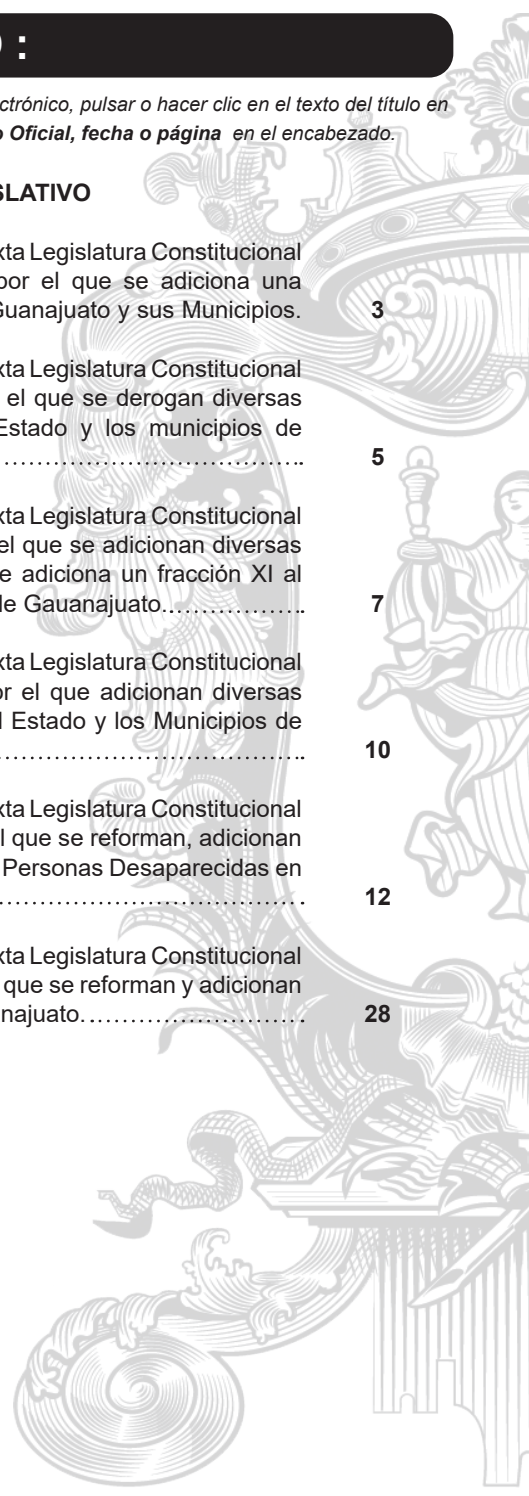 :
ctrónico, pulsar o hacer clic en el texto del título en
o Oficial, fecha o página en el encabezado.
SLATIVO
xta Legislatura Constitucional
por el que se adiciona una
Guanajuato y sus Municipios. 3
xta Legislatura Constitucional
el que se derogan diversas
Estado y los municipios de
........................................ 5
xta Legislatura Constitucional
el que se adicionan diversas
e adiciona un fracción XI al
de Gauanajuato.................. 7
xta Legislatura Constitucional
or el que adicionan diversas
l Estado y los Municipios de
........................................ 10
xta Legislatura Constitucional
l que se reforman, adicionan
Personas Desaparecidas en
........................................ 12
xta Legislatura Constitucional
que se reforman y adicionan
najuato............................ 28